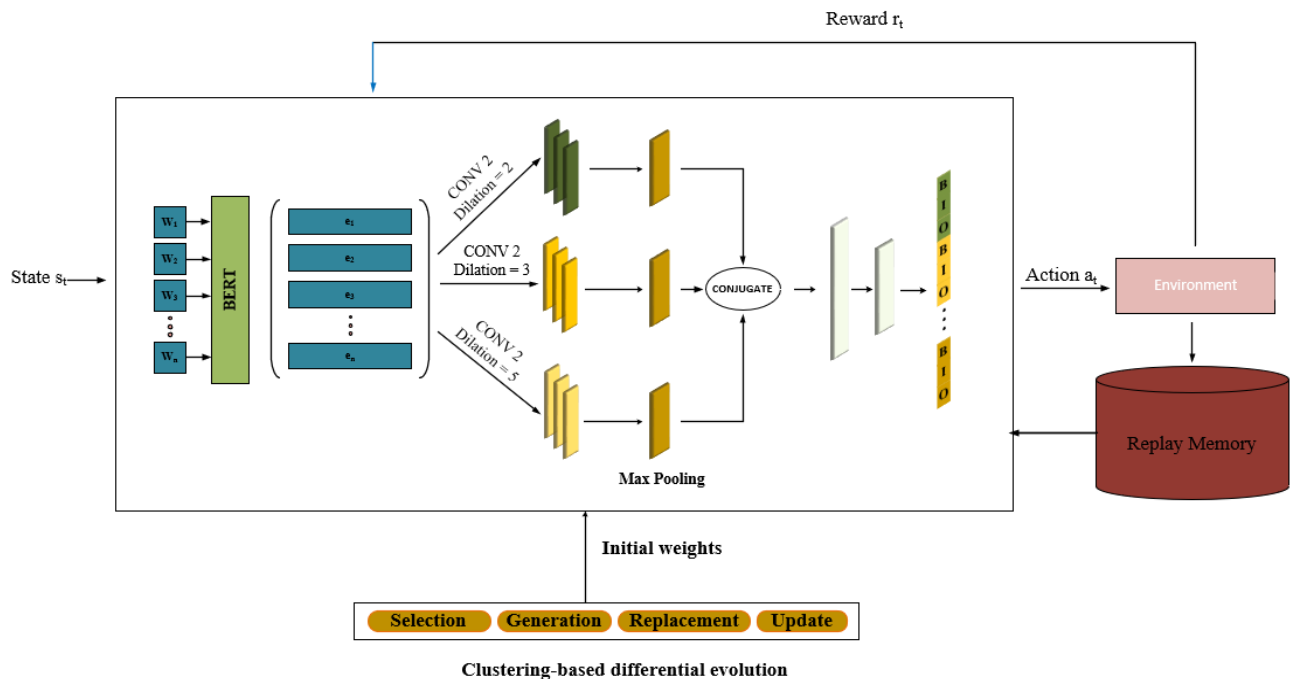 Reward rt
State st
W1
W2
W3
Wn
BERT
e1
e2
e3
en
CONV 2
Dilation = 2
CONV 2
Dilation = 3
CONV 2
Dilation = 5
Max Pooling
CONJUGATE
B
I
O
B
I
O
B
I
O
Action at
Environment
Replay Memory
Initial weights
Selection Generation Replacement Update
Clustering-based differential evolution